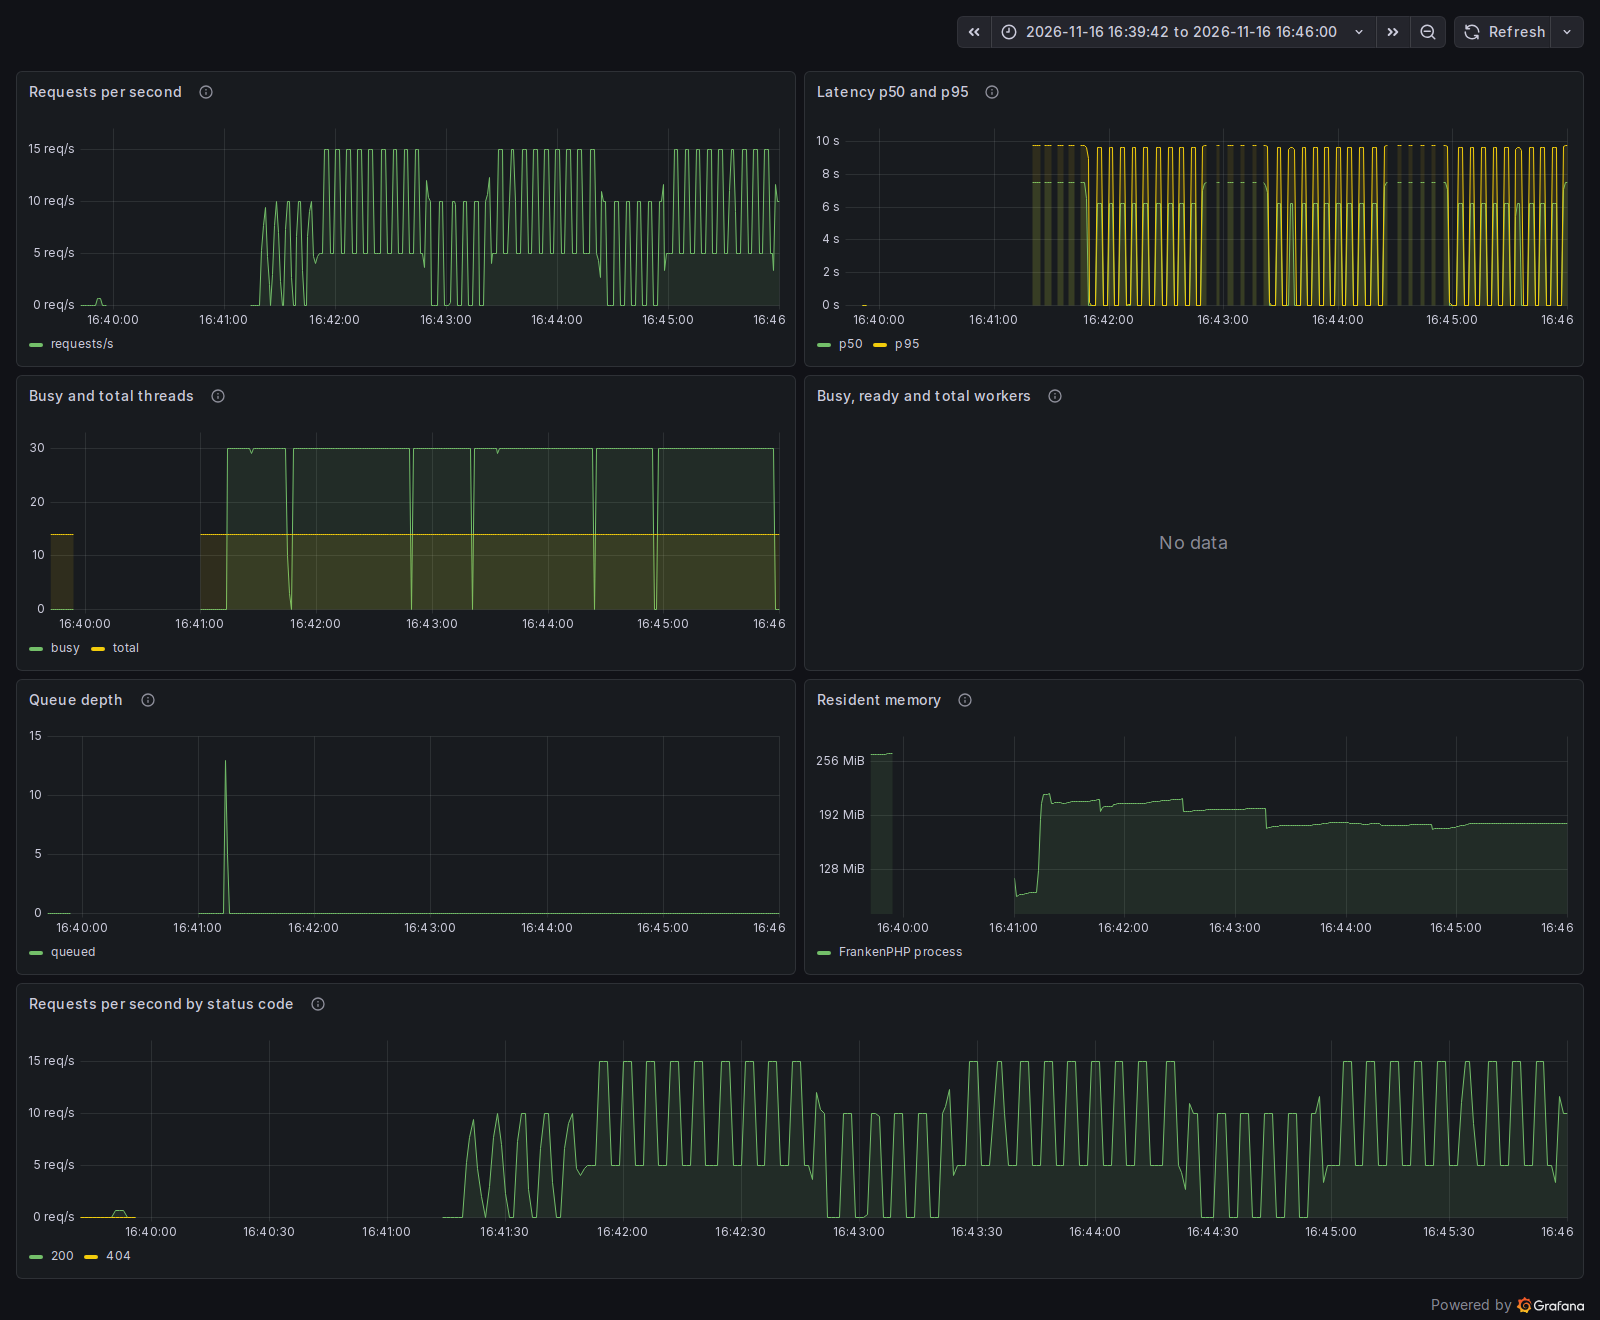 2026-11-16 16:39:42 to 2026-11-16 16:46:00
Refresh
Requests per second
15 req/s
10 req/s
5 req/s
0 req/s
16:40:00 16:41:00 16:42:00 16:43:00 16:44:00 16:45:00 16:46
requests/s
Latency p50 and p95
10 s
8 s
6 s
4 s
2 s
0 s
16:40:00 16:41:00 16:42:00 16:43:00 16:44:00 16:45:00 16:46
p50 p95
Busy and total threads
30
20
10
0
16:40:00 16:41:00 16:42:00 16:43:00 16:44:00 16:45:00 16:46
busy total
Busy, ready and total workers
No data
Queue depth
15
10
5
0
16:40:00 16:41:00 16:42:00 16:43:00 16:44:00 16:45:00 16:46
queued
Resident memory
256 MiB
192 MiB
128 MiB
16:40:00 16:41:00 16:42:00 16:43:00 16:44:00 16:45:00 16:46
FrankenPHP process
Requests per second by status code
15 req/s
10 req/s
5 req/s
0 req/s
16:40:00 16:40:30 16:41:00 16:41:30 16:42:00 16:42:30 16:43:00 16:43:30 16:44:00 16:44:30 16:45:00 16:45:30 16:46
200 404
Powered by Grafana